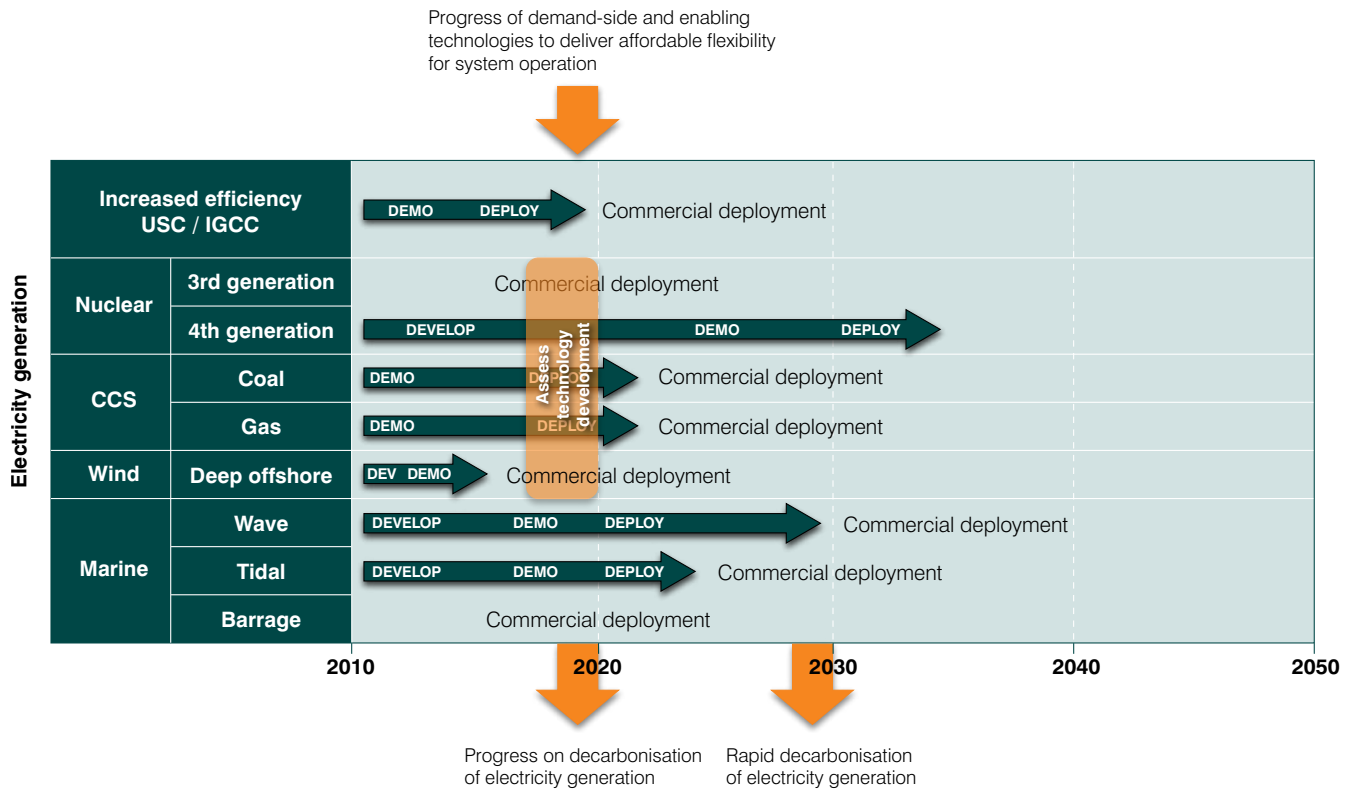 Progress of demand-side and enabling
technologies to deliver affordable flexibility
for system operation
Electricity generation
Increased efficiency
USC / IGCC
DEMO DEPLOY Commercial deployment
Nuclear
3rd generation
Commercial deployment
4th generation
DEVELOP DEMO DEPLOY
CCS
Coal
DEMO DEPLOY Commercial deployment
Gas
DEMO DEPLOY Commercial deployment
Assess
technology
development
Wind
Deep offshore
DEV DEMO Commercial deployment
Marine
Wave
DEVELOP DEMO DEPLOY Commercial deployment
Tidal
DEVELOP DEMO DEPLOY Commercial deployment
Barrage
Commercial deployment
2010 2020 2030 2040 2050
Progress on decarbonisation
of electricity generation
Rapid decarbonisation
of electricity generation